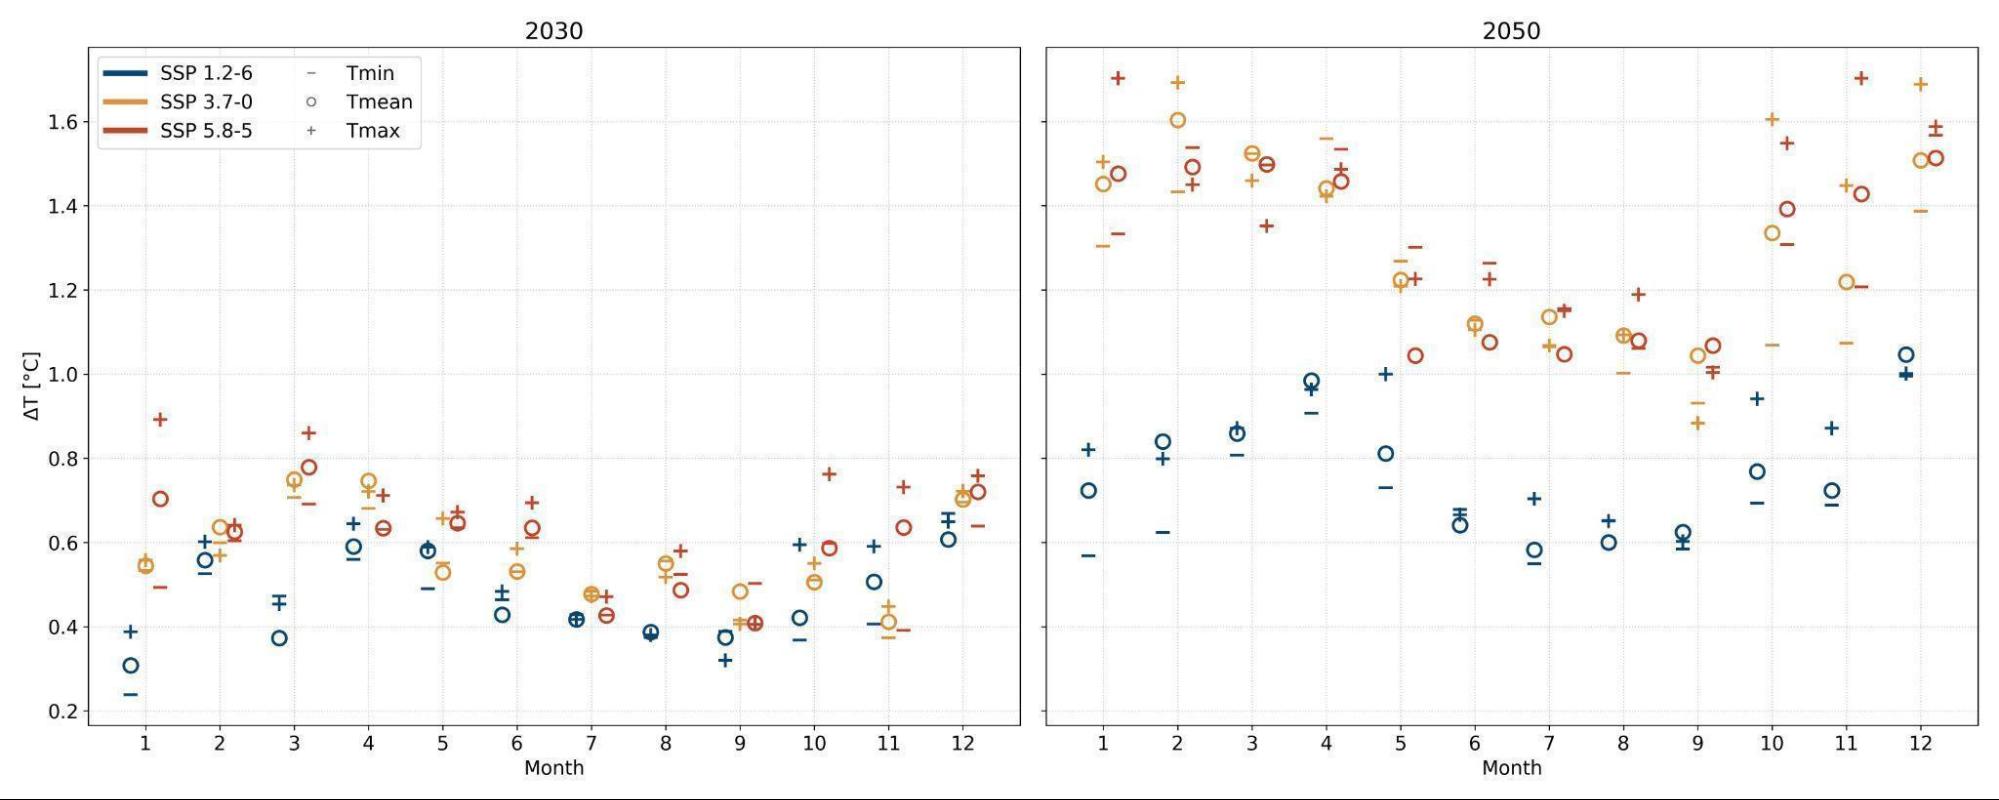 2030
2050
SSP 1.2-6
SSP 3.7-0
SSP 5.8-5
Tmin
Tmean
Tmax
ΔT [°C]
1.6
1.4
1.2
1.0
0.8
0.6
0.4
0.2
1 2 3 4 5 6 7 8 9 10 11 12
Month
1 2 3 4 5 6 7 8 9 10 11 12
Month